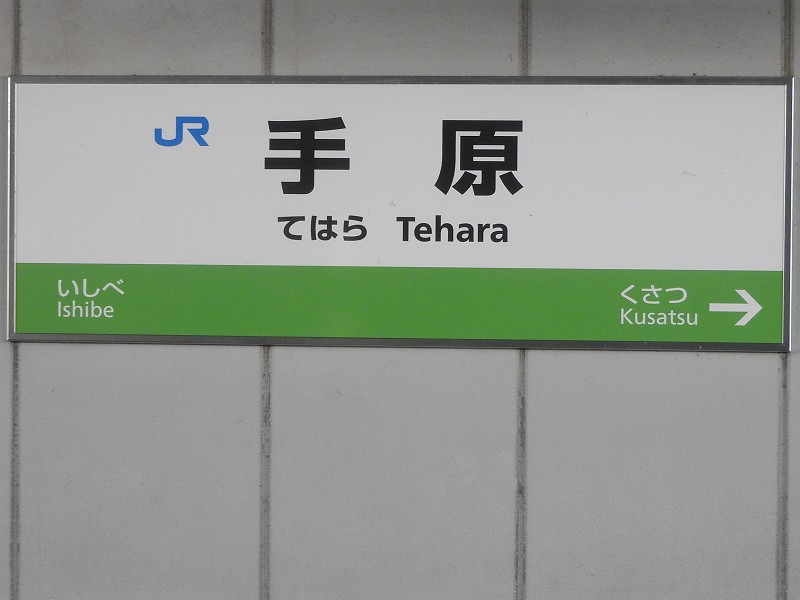 JR 手原
てはら Tehara
いしべ
Ishibe
くさつ
Kusatsu →